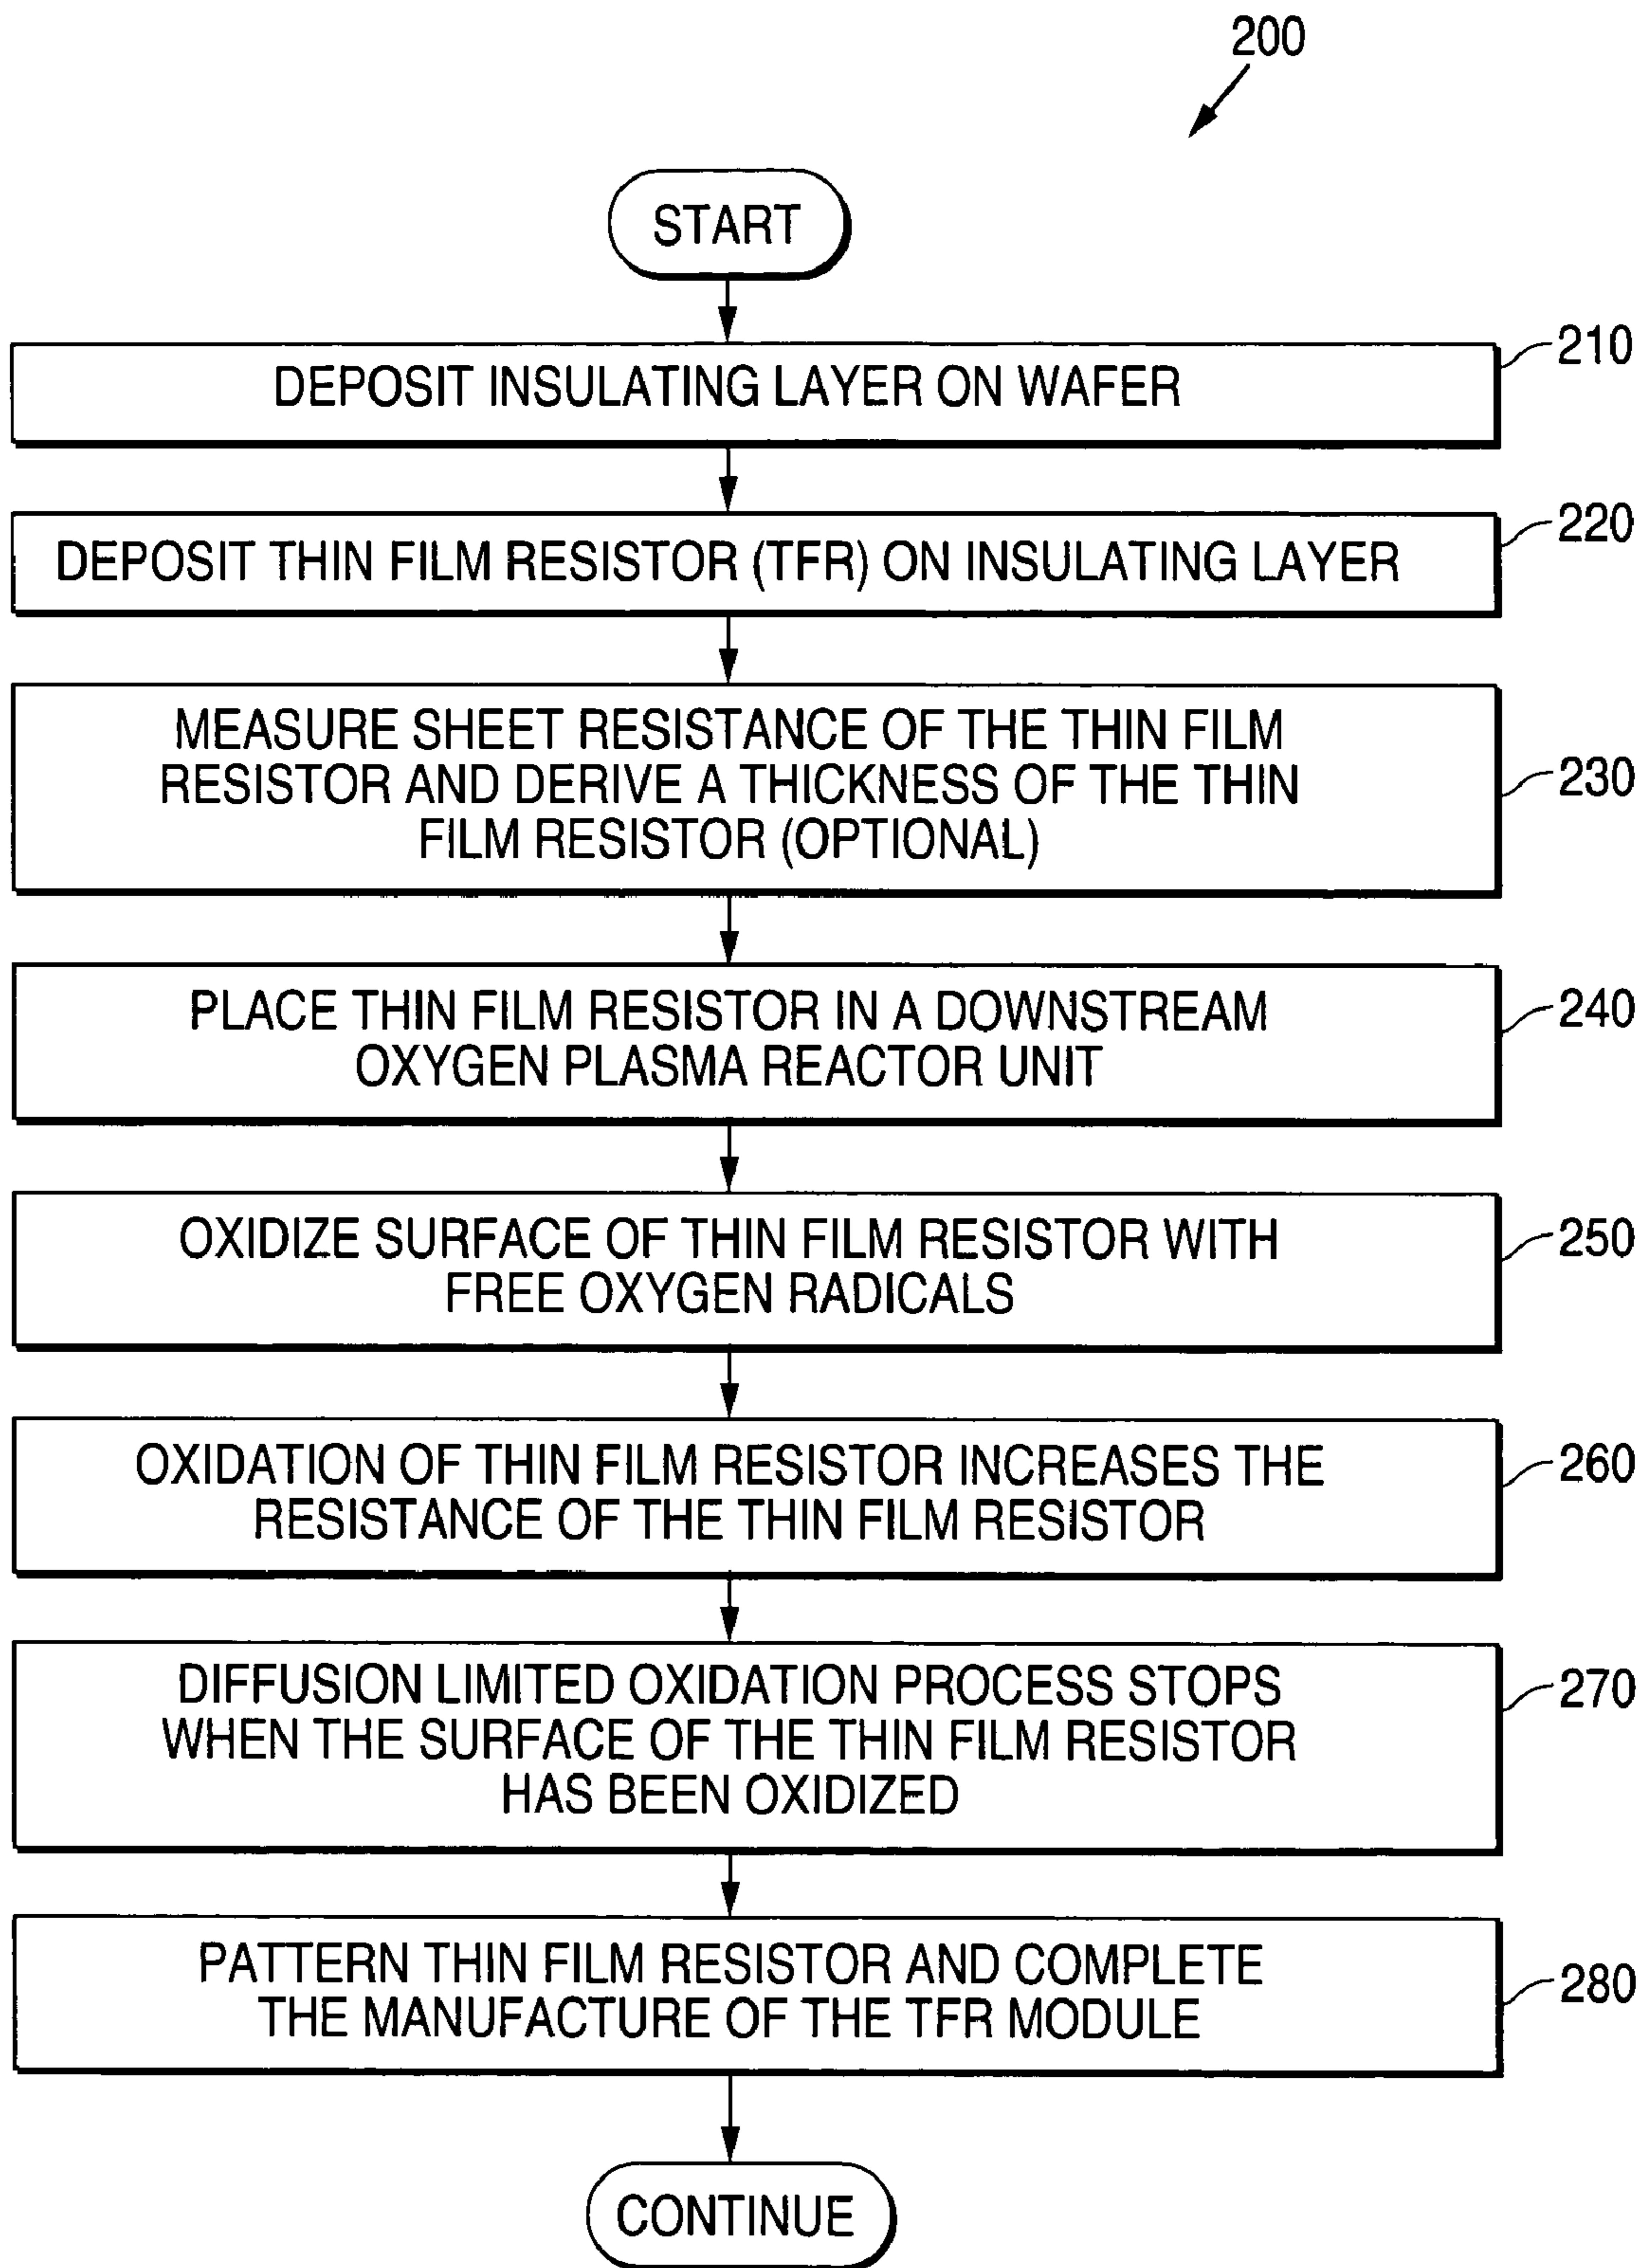 200
START
DEPOSIT INSULATING LAYER ON WAFER
210
DEPOSIT THIN FILM RESISTOR (TFR) ON INSULATING LAYER
220
MEASURE SHEET RESISTANCE OF THE THIN FILM
RESISTOR AND DERIVE A THICKNESS OF THE THIN
FILM RESISTOR (OPTIONAL)
230
PLACE THIN FILM RESISTOR IN A DOWNSTREAM
OXYGEN PLASMA REACTOR UNIT
240
OXIDIZE SURFACE OF THIN FILM RESISTOR WITH
FREE OXYGEN RADICALS
250
OXIDATION OF THIN FILM RESISTOR INCREASES THE
RESISTANCE OF THE THIN FILM RESISTOR
260
DIFFUSION LIMITED OXIDATION PROCESS STOPS
WHEN THE SURFACE OF THE THIN FILM RESISTOR
HAS BEEN OXIDIZED
270
PATTERN THIN FILM RESISTOR AND COMPLETE
THE MANUFACTURE OF THE TFR MODULE
280
CONTINUE